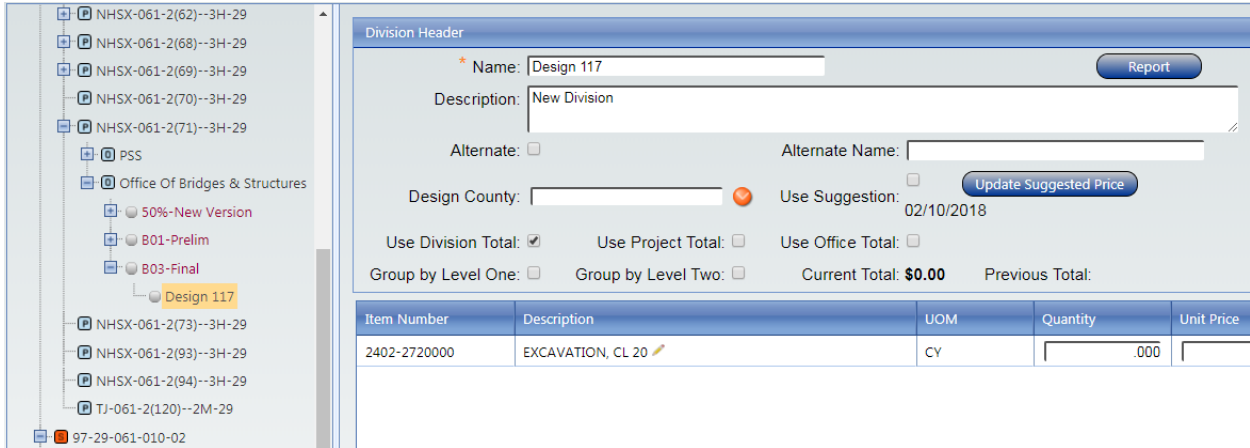 NHSX-061-2(62)--3H-29
NHSX-061-2(68)--3H-29
NHSX-061-2(69)--3H-29
NHSX-061-2(70)--3H-29
NHSX-061-2(71)--3H-29
PSS
Office Of Bridges & Structures
50%-New Version
B01-Prelim
B03-Final
Design 117
NHSX-061-2(73)--3H-29
NHSX-061-2(93)--3H-29
NHSX-061-2(94)--3H-29
TJ-061-2(120)--2M-29
97-29-061-010-02
Division Header
* Name: Design 117 Report
Description: New Division
Alternate: Alternate Name:
Design County: Use Suggestion: Update Suggested Price
02/10/2018
Use Division Total: Use Project Total: Use Office Total:
Group by Level One: Group by Level Two: Current Total: $0.00 Previous Total:
Item Number Description UOM Quantity Unit Price
2402-2720000 EXCAVATION, CL 20 CY .000